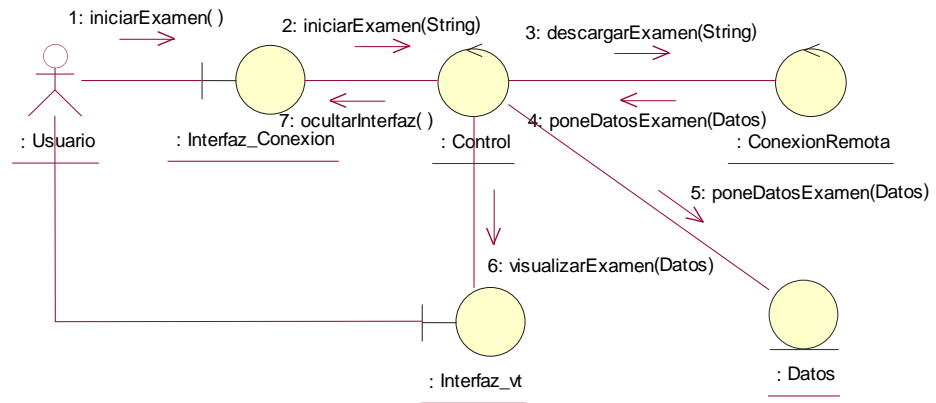 1: iniciarExamen( )
2: iniciarExamen(String)
3: descargarExamen(String)
7: ocultarInterfaz( )
4: poneDatosExamen(Datos)
: Usuario
: Interfaz_Conexion
: Control
: ConexionRemota
5: poneDatosExamen(Datos)
6: visualizarExamen(Datos)
: Interfaz_vt
: Datos